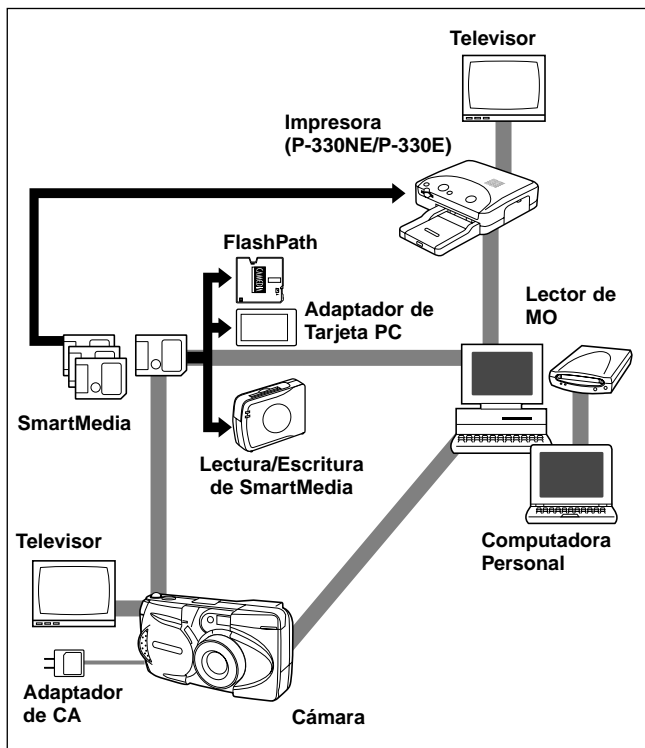 Televisor
Impresora
(P-330NE/P-330E)
FlashPath
Adaptador de
Tarjeta PC
Lector de
MO
SmartMedia
Lectura/Escritura
de SmartMedia
Computadora
Personal
Televisor
Adaptador
de CA
Cámara
CAMEDIA